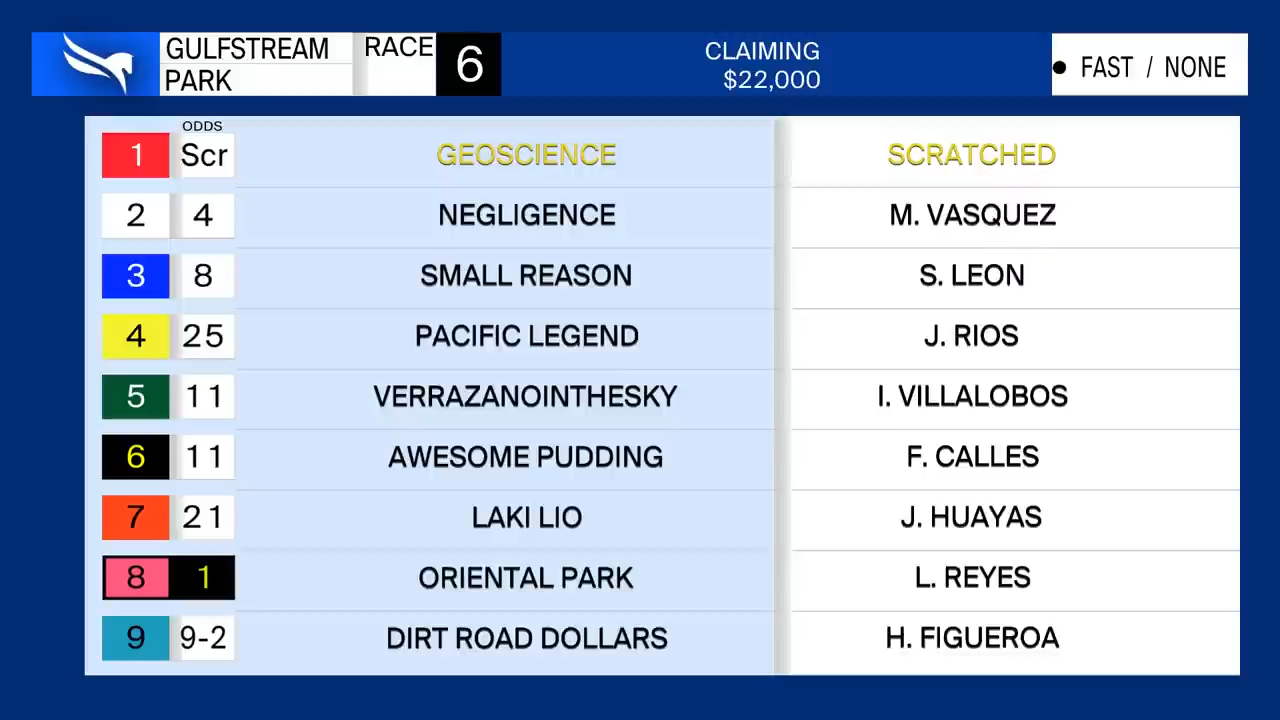 GULFSTREAM PARK RACE 6 CLAIMING $22,000 ● FAST / NONE
ODDS
1 Scr GEOSCIENCE SCRATCHED
2 4 NEGLIGENCE M. VASQUEZ
3 8 SMALL REASON S. LEON
4 25 PACIFIC LEGEND J. RIOS
5 11 VERRAZANOINTHESKY I. VILLALOBOS
6 11 AWESOME PUDDING F. CALLES
7 21 LAKI LIO J. HUAYAS
8 1 ORIENTAL PARK L. REYES
9 9-2 DIRT ROAD DOLLARS H. FIGUEROA